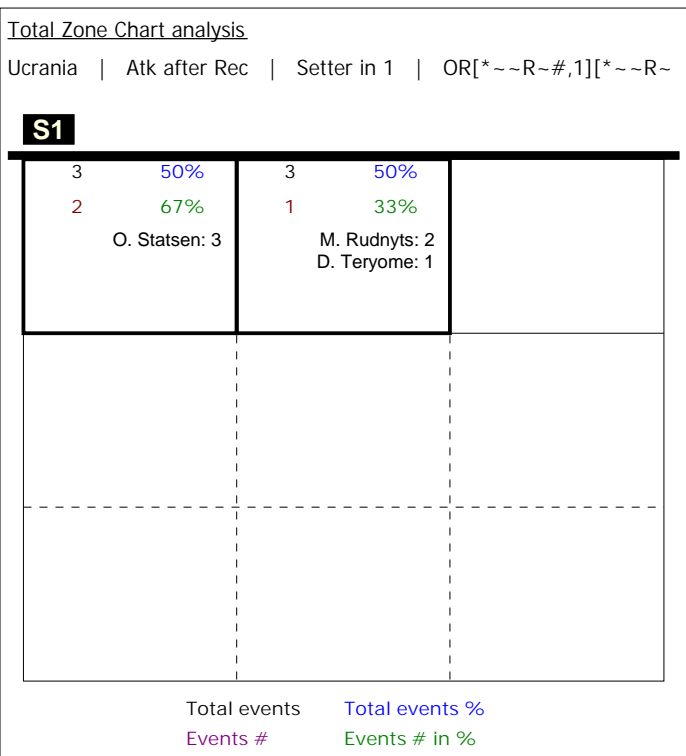 Total Zone Chart analysis
Ucrania | Atk after Rec | Setter in 1 | OR[*~~R~#,1][*~~R~
S1
3 50% 3 50%
2 67% 1 33%
O. Statsen: 3 M. Rudnyts: 2
D. Teryome: 1
Total events Total events %
Events # Events # in %